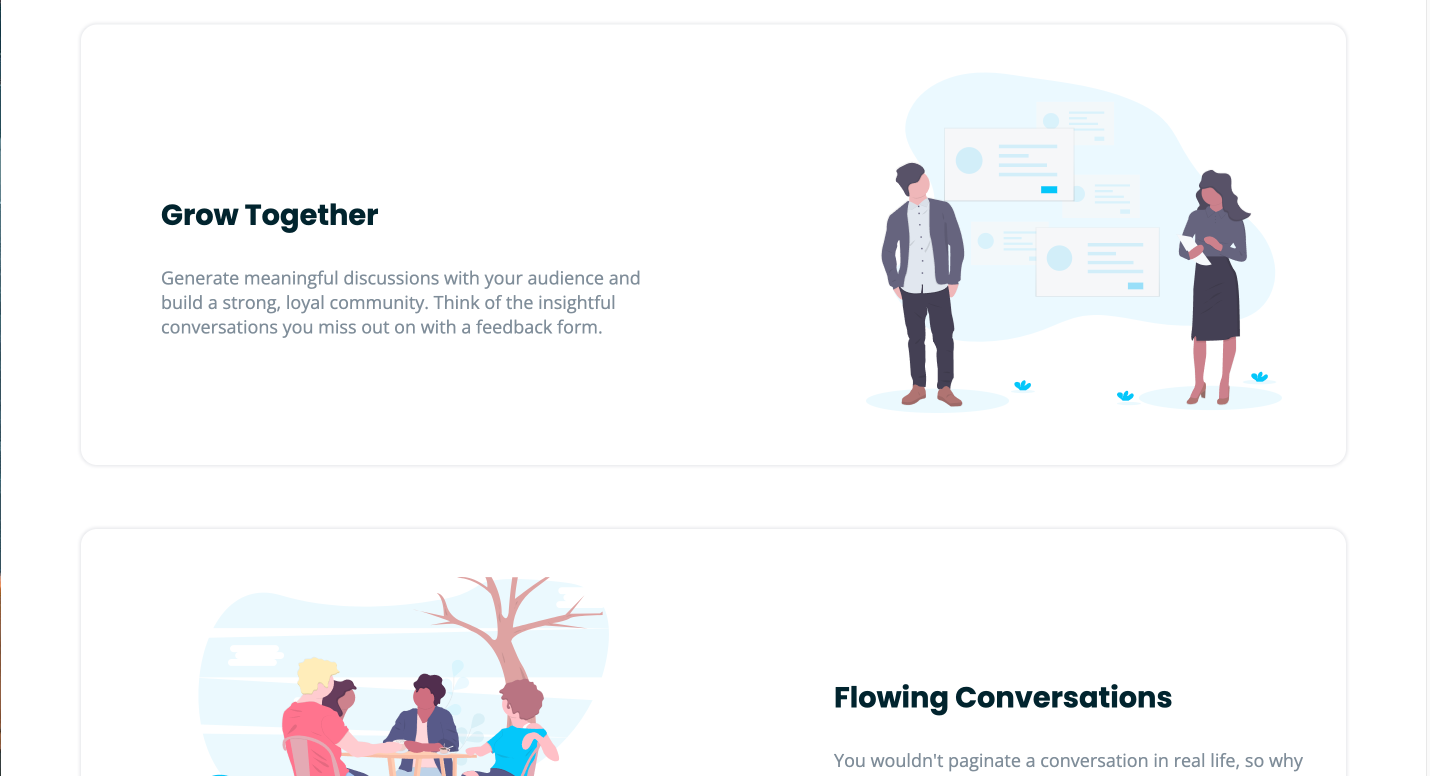 Grow Together
Generate meaningful discussions with your audience and
build a strong, loyal community. Think of the insightful
conversations you miss out on with a feedback form.
Flowing Conversations
You wouldn't paginate a conversation in real life, so why